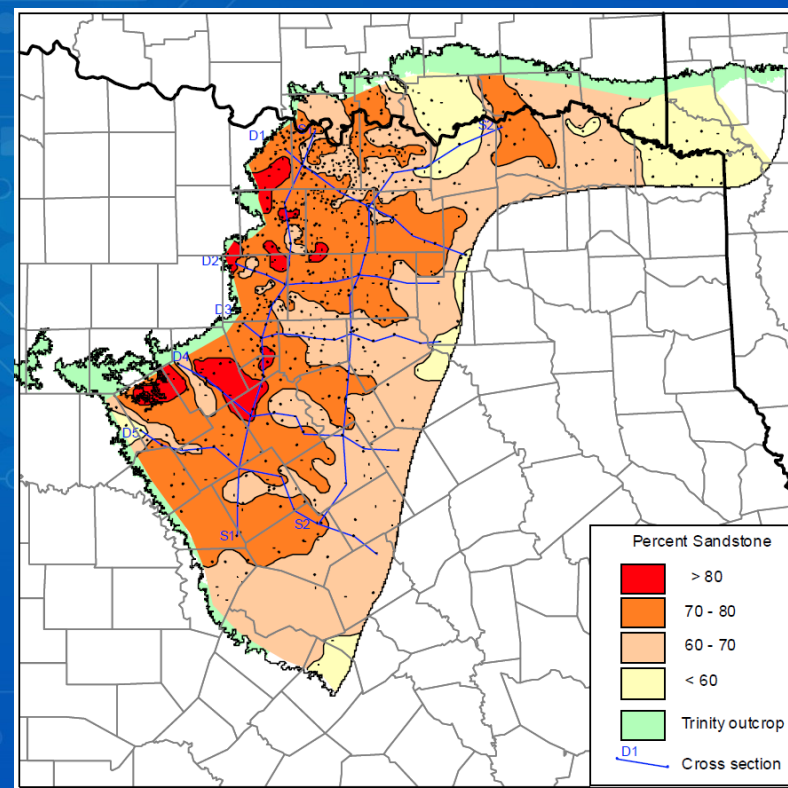 D1
S2
D2
D3
D4
D5
S1
S2
Percent Sandstone
> 80
70 - 80
60 - 70
< 60
Trinity outcrop
D1
Cross section